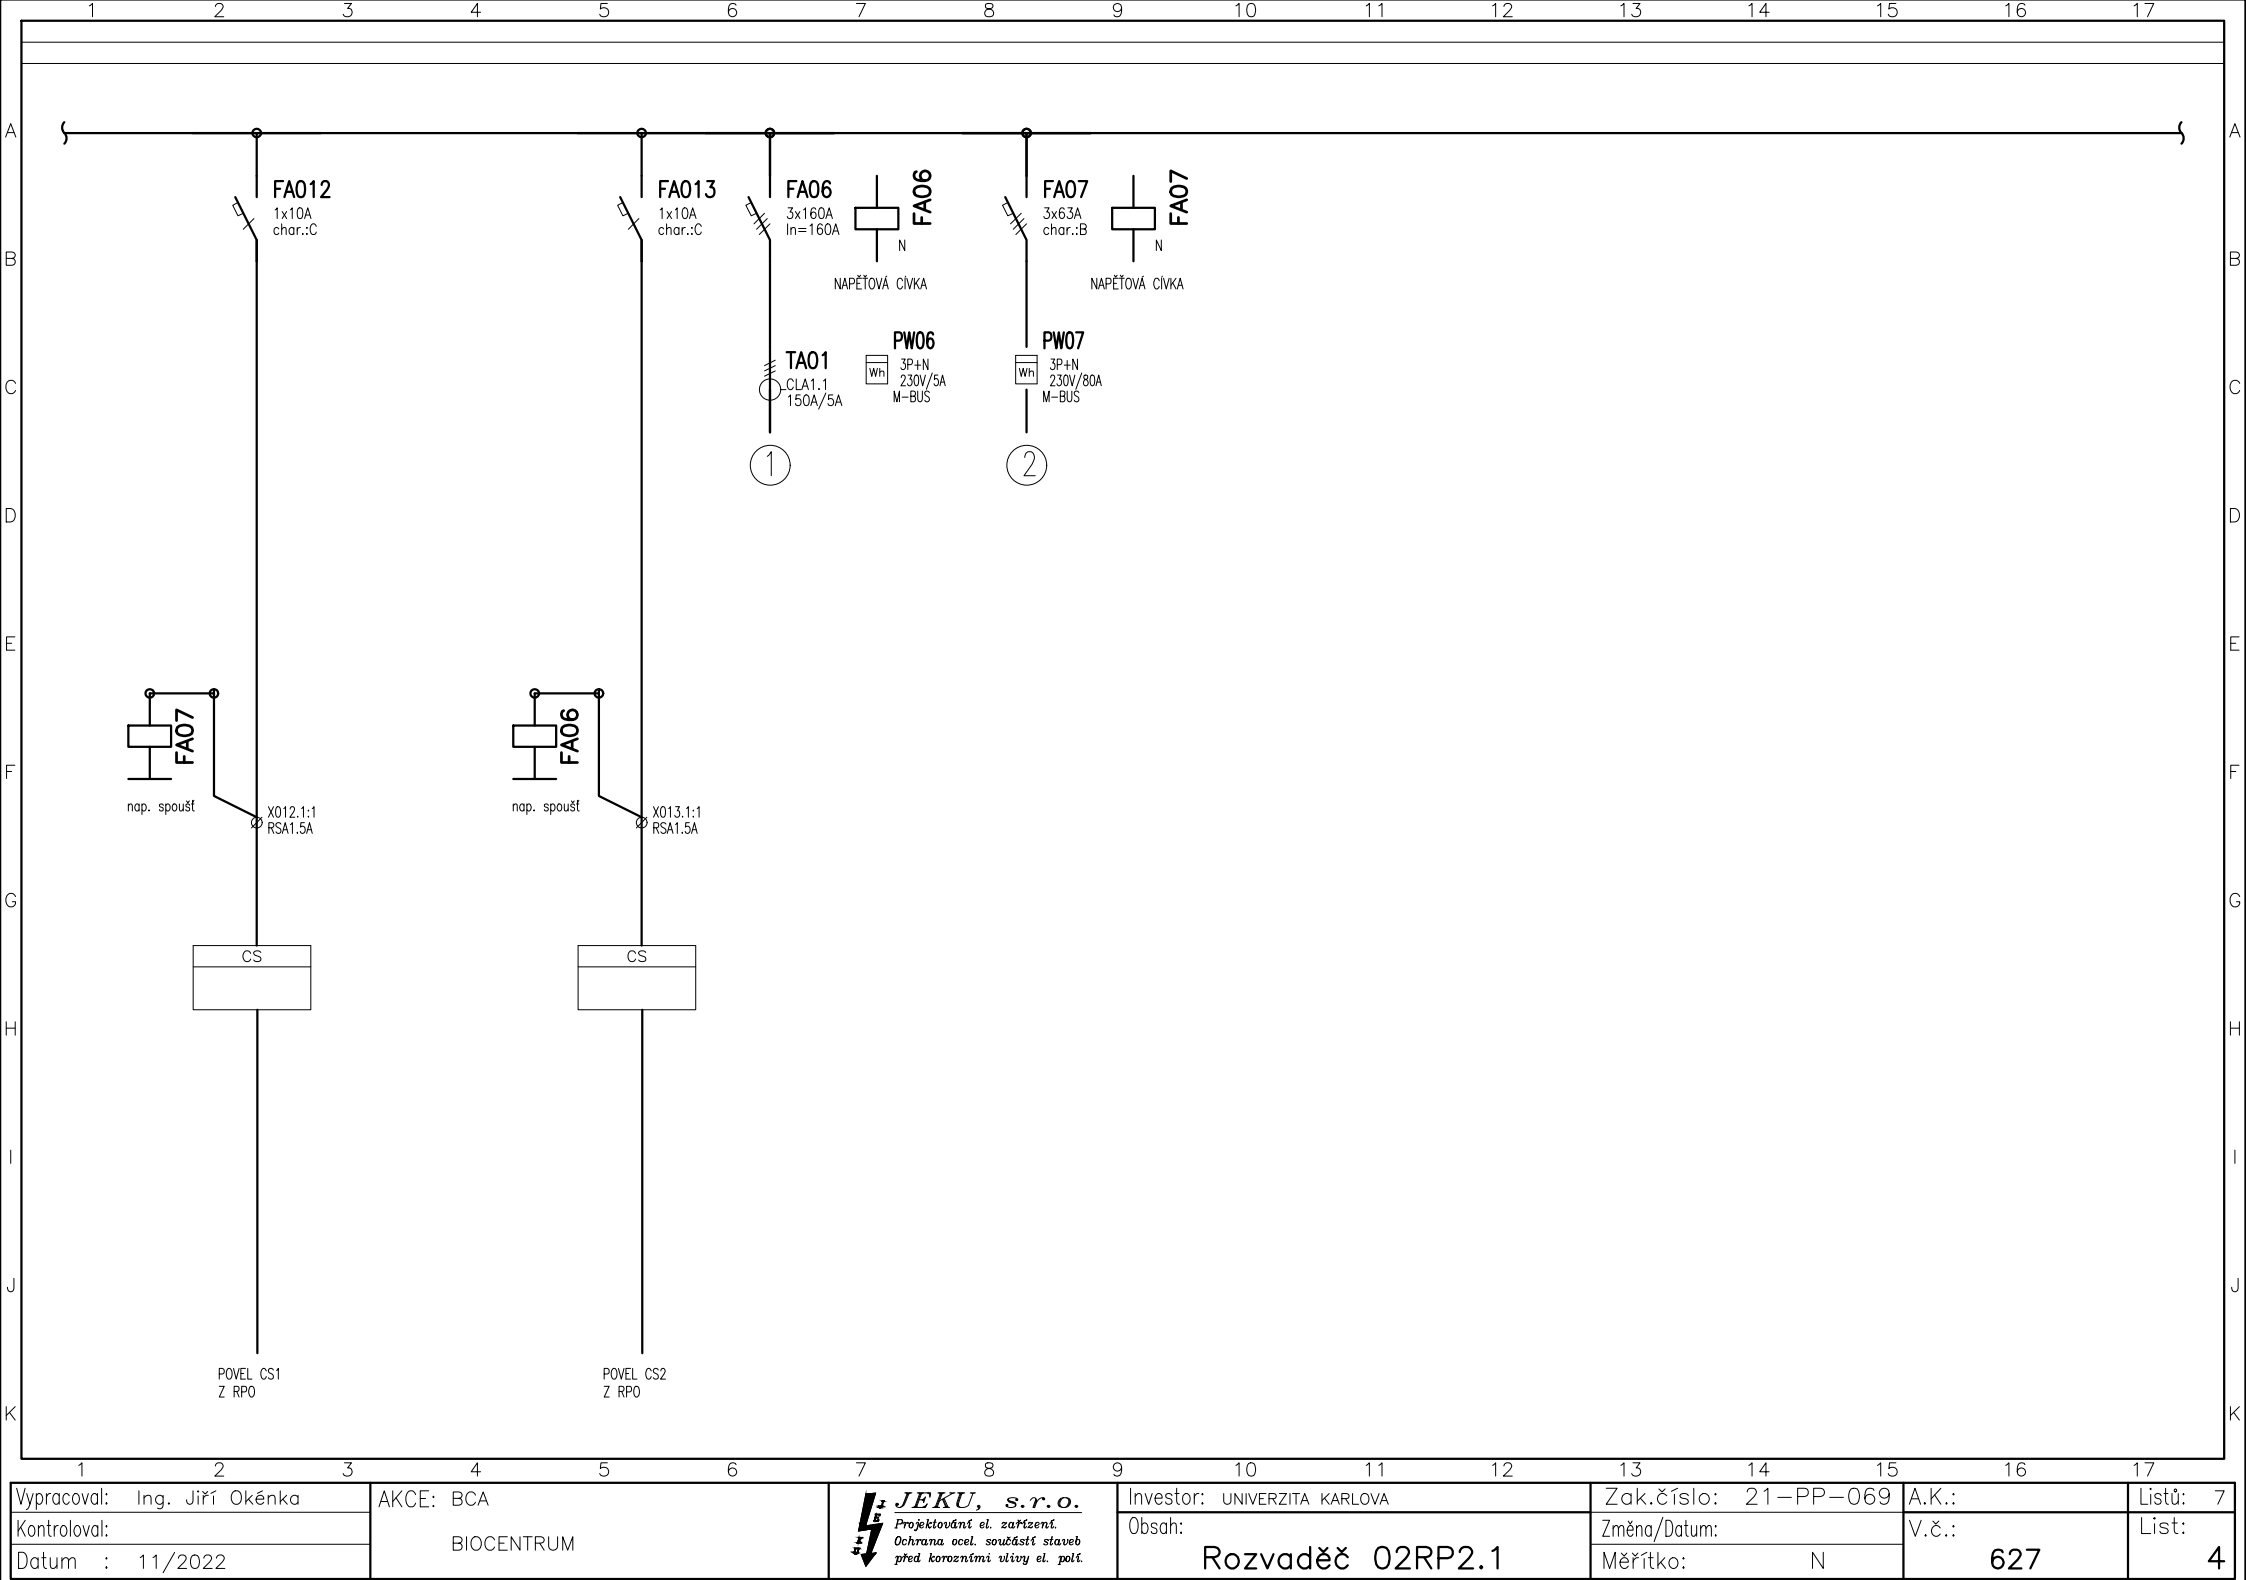 1 2 3 4 5 6 7 8 9 10 11 12 13 14 15 16 17
A A
FA012
1x10A
char.:C
FA013
1x10A
char.:C
FA06
3x160A
In=160A
FA06
N
NAPĚŤOVÁ CÍVKA
FA07
3x63A
char.:B
FA07
N
NAPĚŤOVÁ CÍVKA
B B
TA01
CLA1.1
150A/5A
PW06
Wh
3P+N
230V/5A
M-BUS
PW07
Wh
3P+N
230V/80A
M-BUS
C C
1 2
D D
E E
FA07
nap. spoušť
X012.1:1
RSA1.5A
FA06
nap. spoušť
X013.1:1
RSA1.5A
F F
G G
CS CS
H H
I I
J J
POVEL CS1
Z RPO
POVEL CS2
Z RPO
K K
1 2 3 4 5 6 7 8 9 10 11 12 13 14 15 16 17
Vypracoval: Ing. Jiří Okénka
Kontroloval:
Datum : 11/2022
AKCE: BCA
BIOCENTRUM
JEKU, s.r.o.
Projektování el. zařízení.
Ochrana ocel. součástí staveb
před korozními vlivy el. polí.
Investor: UNIVERZITA KARLOVA
Obsah:
Rozvaděč 02RP2.1
Zak.číslo: 21-PP-069
Změna/Datum:
Měřítko: N
A.K.:
V.č.:
627
Listů: 7
List:
4